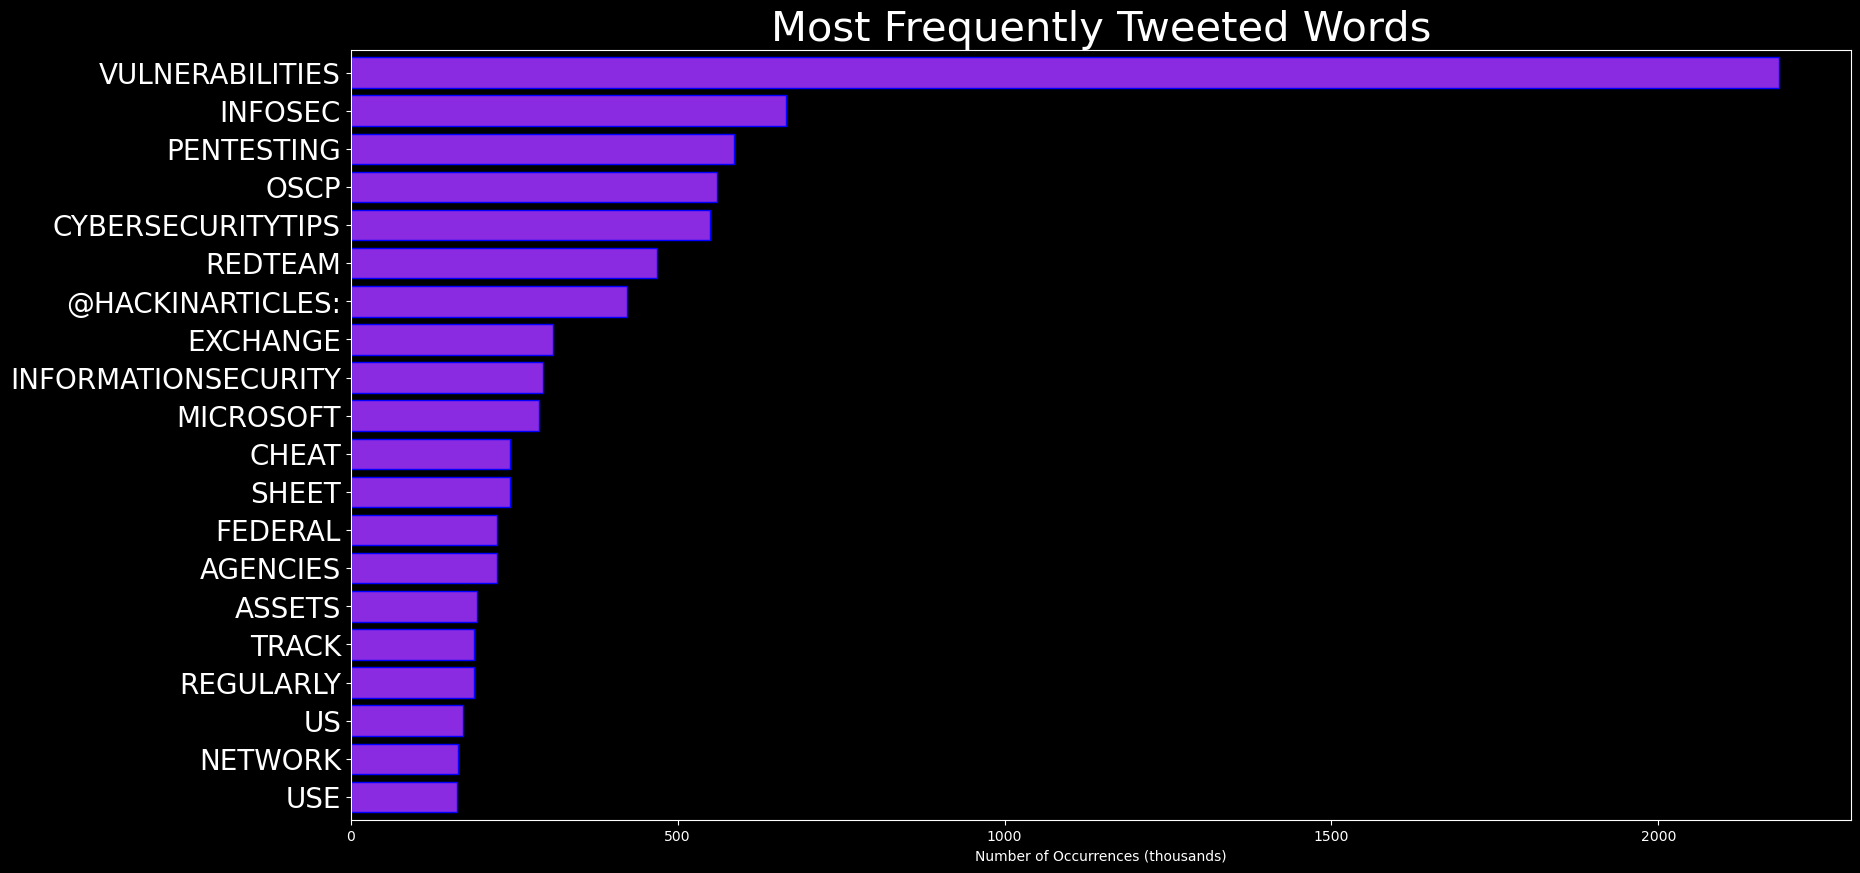 Most Frequently Tweeted Words
VULNERABILITIES
INFOSEC
PENTESTING
OSCP
CYBERSECURITYTIPS
REDTEAM
@HACKINARTICLES:
EXCHANGE
INFORMATIONSECURITY
MICROSOFT
CHEAT
SHEET
FEDERAL
AGENCIES
ASSETS
TRACK
REGULARLY
US
NETWORK
USE
0 500 1000 1500 2000
Number of Occurrences (thousands)